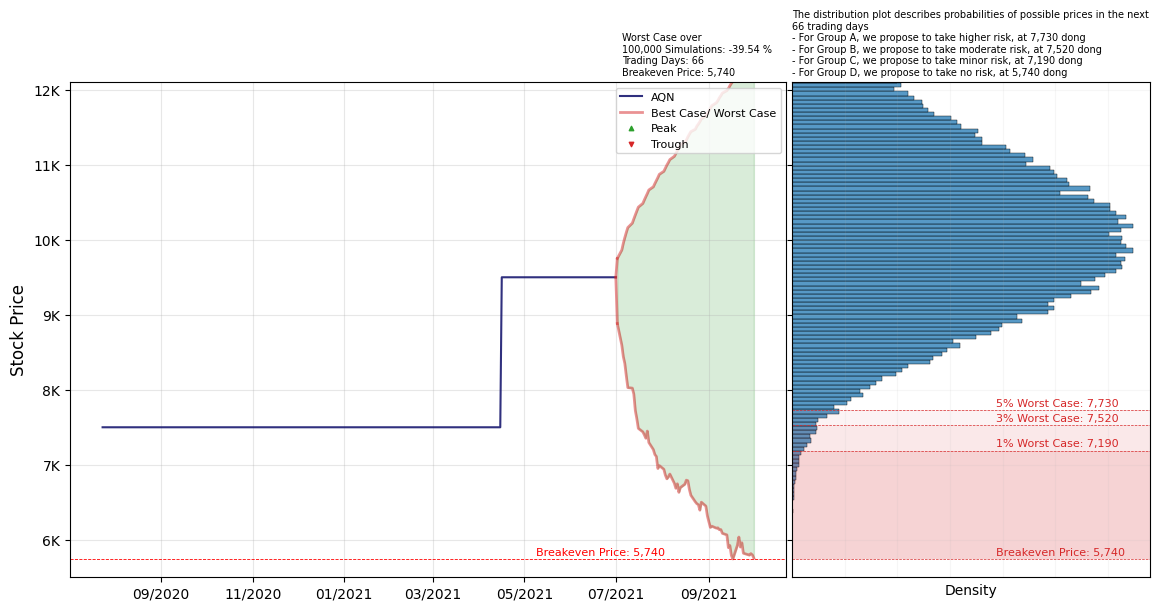 Worst Case over
100,000 Simulations: -39.54 %
Trading Days: 66
Breakeven Price: 5,740
The distribution plot describes probabilities of possible prices in the next
66 trading days
- For Group A, we propose to take higher risk, at 7,730 dong
- For Group B, we propose to take moderate risk, at 7,520 dong
- For Group C, we propose to take minor risk, at 7,190 dong
- For Group D, we propose to take no risk, at 5,740 dong
Stock Price
12K
11K
10K
9K
8K
7K
6K
AQN
Best Case/ Worst Case
Peak
Trough
Breakeven Price: 5,740
09/2020
11/2020
01/2021
03/2021
05/2021
07/2021
09/2021
5% Worst Case: 7,730
3% Worst Case: 7,520
1% Worst Case: 7,190
Breakeven Price: 5,740
Density